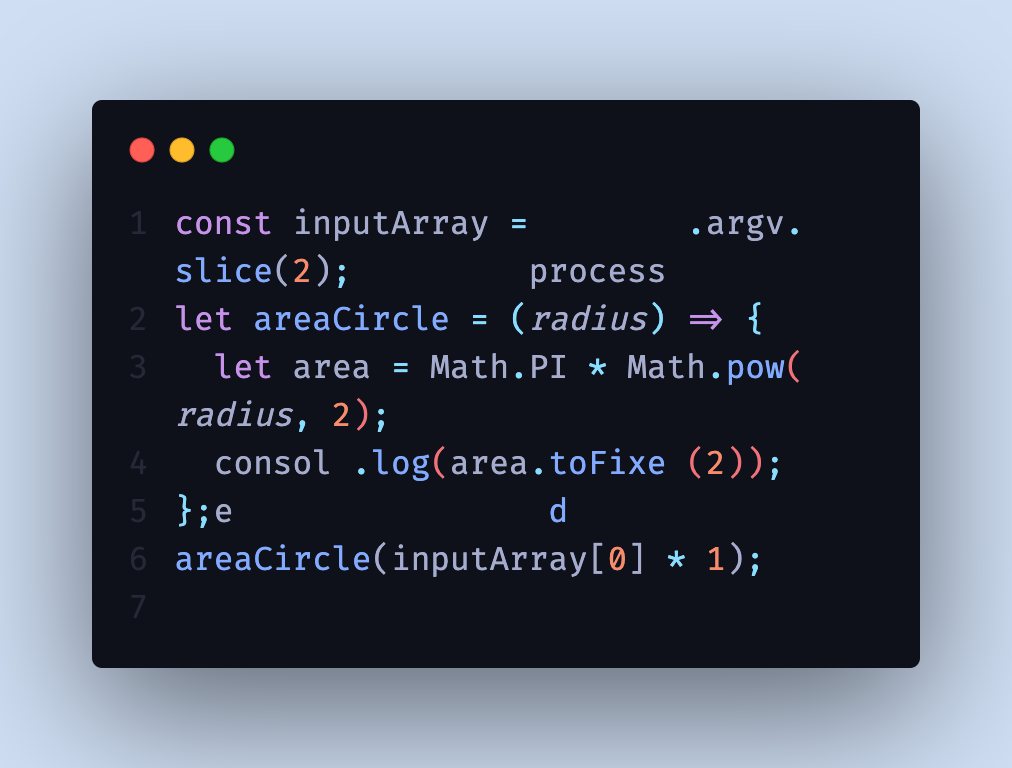 1 const inputArray =        .argv.
slice(2);         process
2 let areaCircle = (radius) => {
3   let area = Math.PI * Math.pow(
radius, 2);
4   consol .log(area.toFixe (2));
5 };e                d
6 areaCircle(inputArray[0] * 1);
7